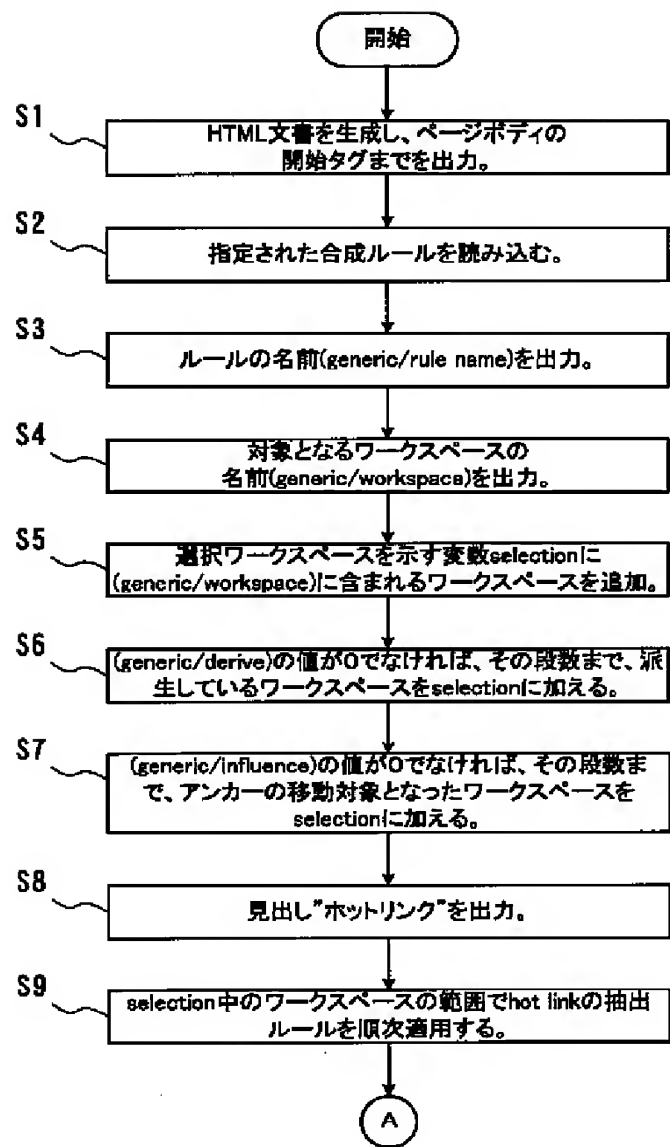 開始
S1
HTML文書を生成し、ページボディの
開始タグまでを出力。
S2
指定された合成ルールを読み込む。
S3
ルールの名前(generic/rule name)を出力。
S4
対象となるワークスペースの
名前(generic/workspace)を出力。
S5
選択ワークスペースを示す変数selectionに
(generic/workspace)に含まれるワークスペースを追加。
S6
(generic/derive)の値が0でなければ、その段数まで、派
生しているワークスペースをselectionに加える。
S7
(generic/influence)の値が0でなければ、その段数ま
で、アンカーの移動対象となったワークスペースを
selectionに加える。
S8
見出し”ホットリンク”を出力。
S9
selection中のワークスペースの範囲でhot linkの抽出
ルールを順次適用する。
A